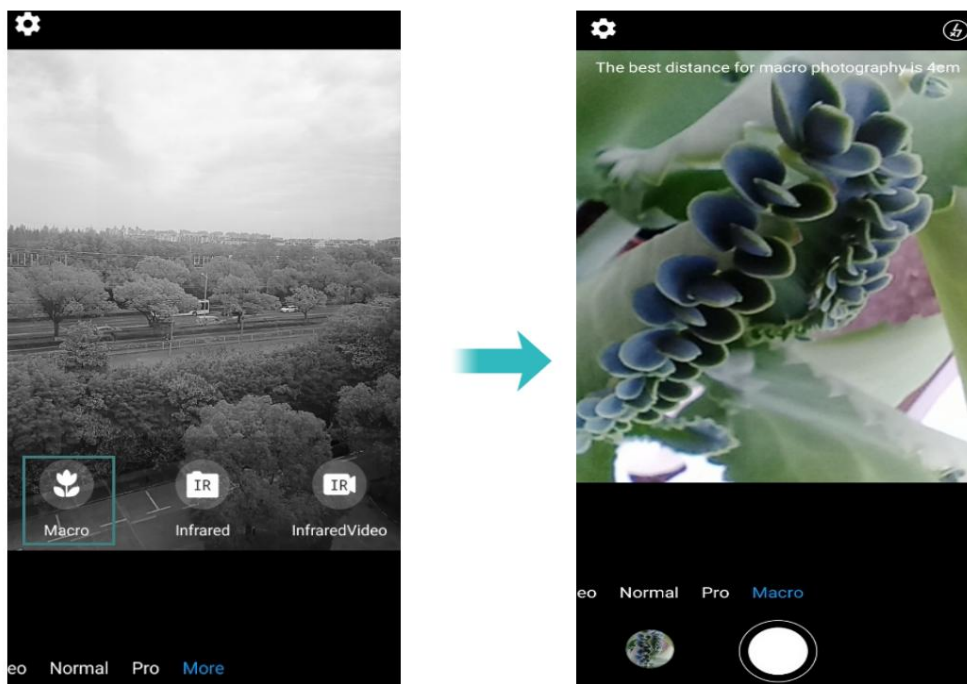 Macro
IR
Infrared
IR
InfraredVideo
eo Normal Pro More
The best distance for macro photography is 4cm
eo Normal Pro Macro